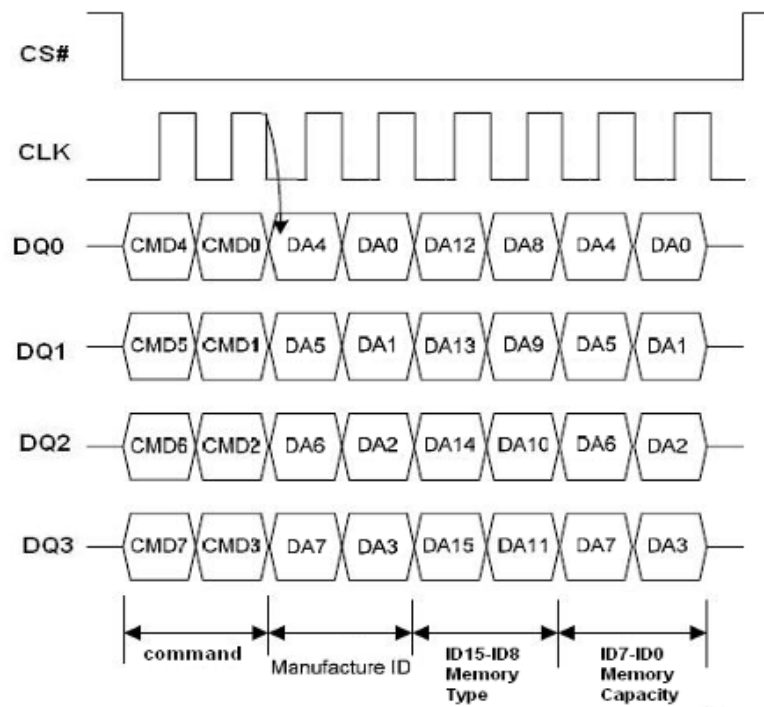 CS#
CLK
DQ0 CMD4 CMD0 DA4 DA0 DA12 DA8 DA4 DA0
DQ1 CMD5 CMD1 DA5 DA1 DA13 DA9 DA5 DA1
DQ2 CMD6 CMD2 DA6 DA2 DA14 DA10 DA6 DA2
DQ3 CMD7 CMD3 DA7 DA3 DA15 DA11 DA7 DA3
command
Manufacture ID
ID15-ID8
Memory
Type
ID7-ID0
Memory
Capacity